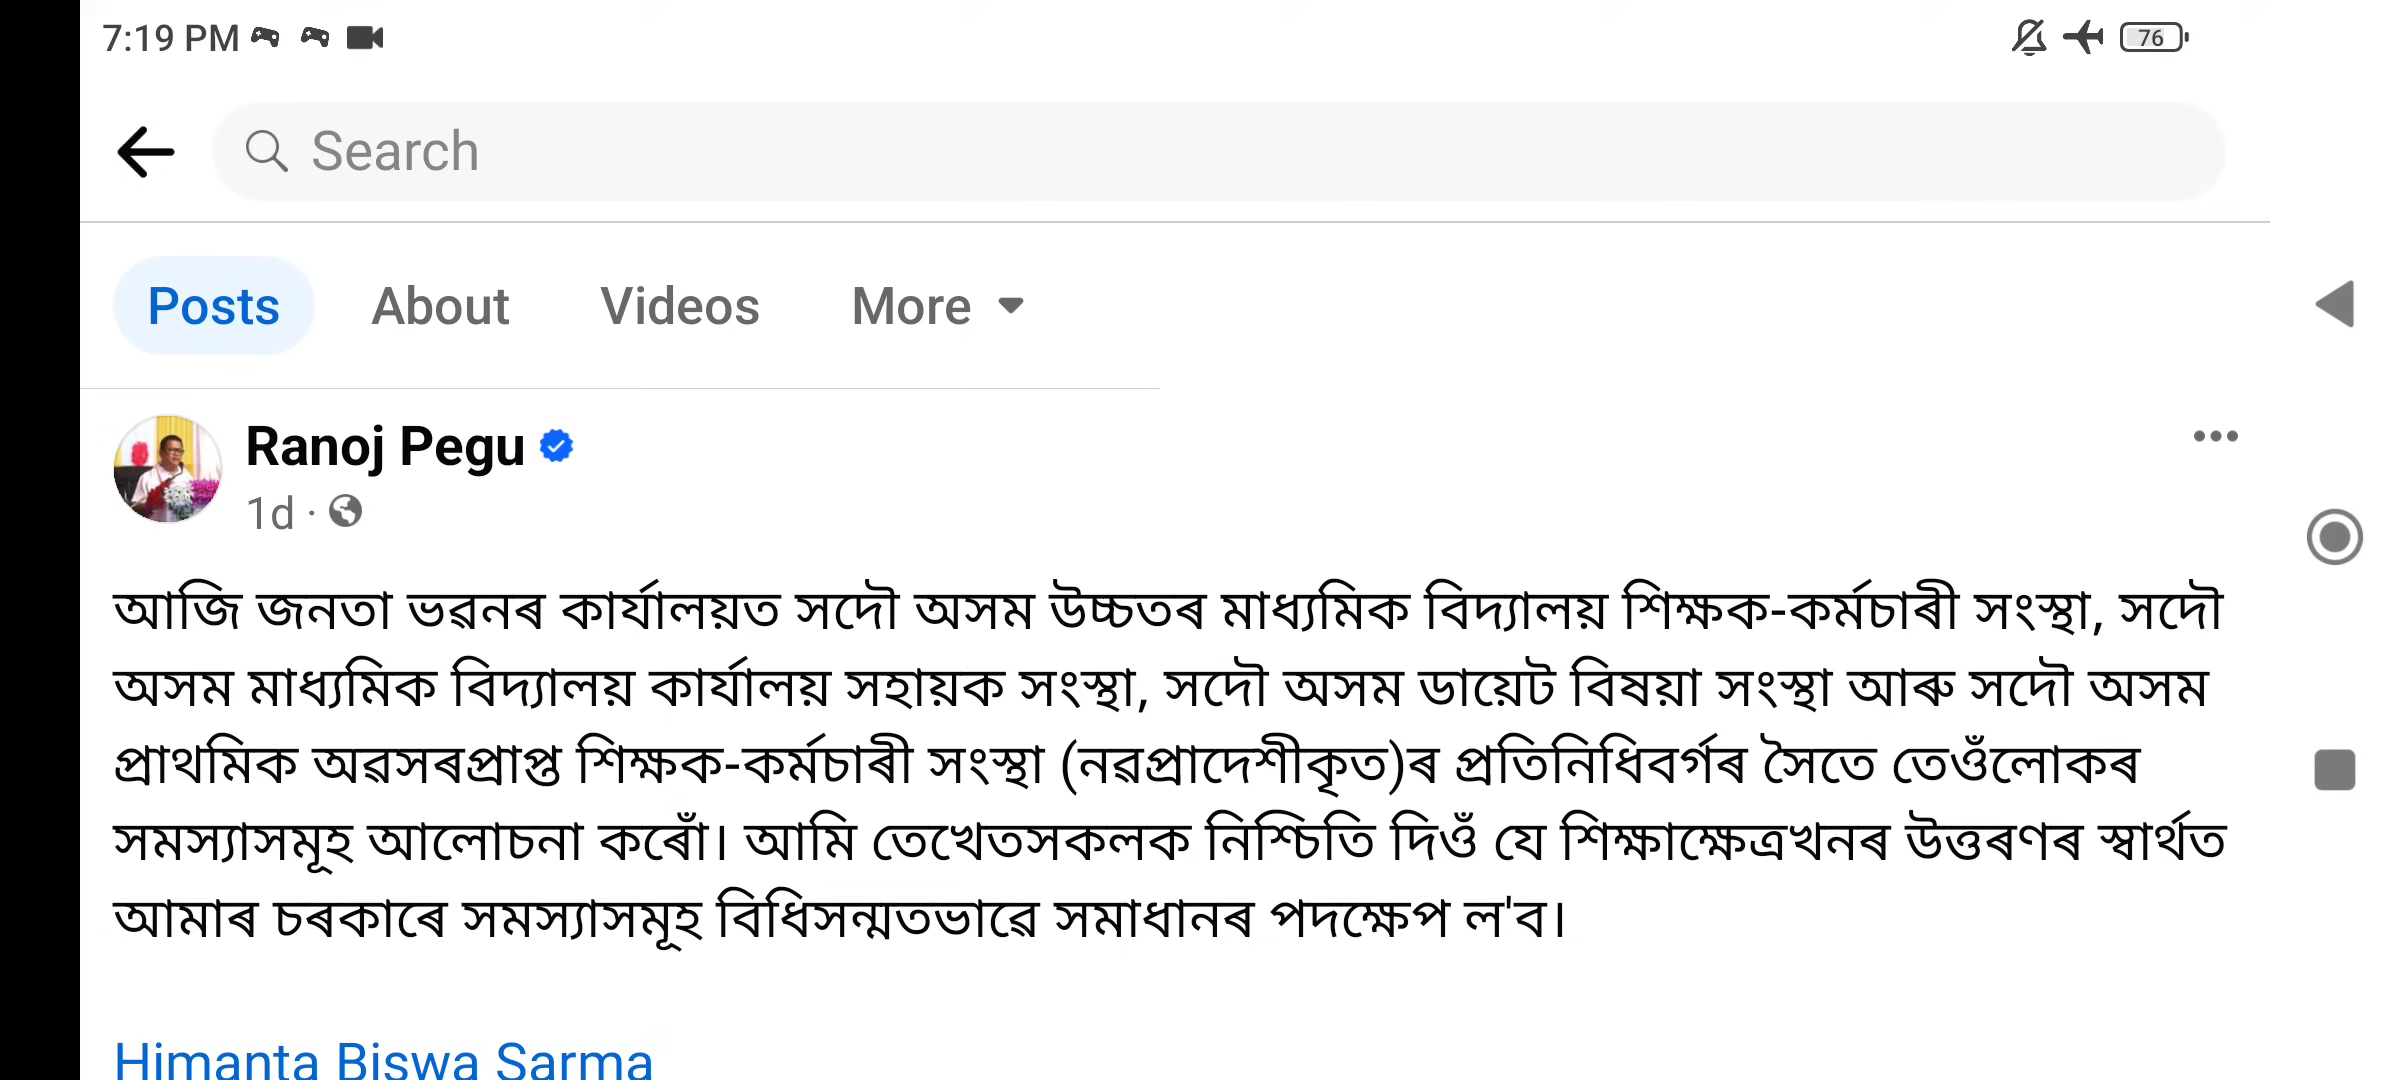 7:19 PM
76
Search
Posts About Videos More
Ranoj Pegu
1d ·
আজি জনতা ভৱনৰ কাৰ্যালয়ত সদৌ অসম উচ্চতৰ মাধ্যমিক বিদ্যালয় শিক্ষক-কৰ্মচাৰী সংস্থা, সদৌ
অসম মাধ্যমিক বিদ্যালয় কাৰ্যালয় সহায়ক সংস্থা, সদৌ অসম ডায়েট বিষয়া সংস্থা আৰু সদৌ অসম
প্ৰাথমিক অৱসৰপ্ৰাপ্ত শিক্ষক-কৰ্মচাৰী সংস্থা (নৱপ্ৰাদেশীকৃত)ৰ প্ৰতিনিধিবৰ্গৰ সৈতে তেওঁলোকৰ
সমস্যাসমূহ আলোচনা কৰোঁ। আমি তেখেতসকলক নিশ্চিতি দিওঁ যে শিক্ষাক্ষেত্ৰখনৰ উত্তৰণৰ স্বাৰ্থত
আমাৰ চৰকাৰে সমস্যাসমূহ বিধিসন্মতভাৱে সমাধানৰ পদক্ষেপ ল'ব।
Himanta Biswa Sarma